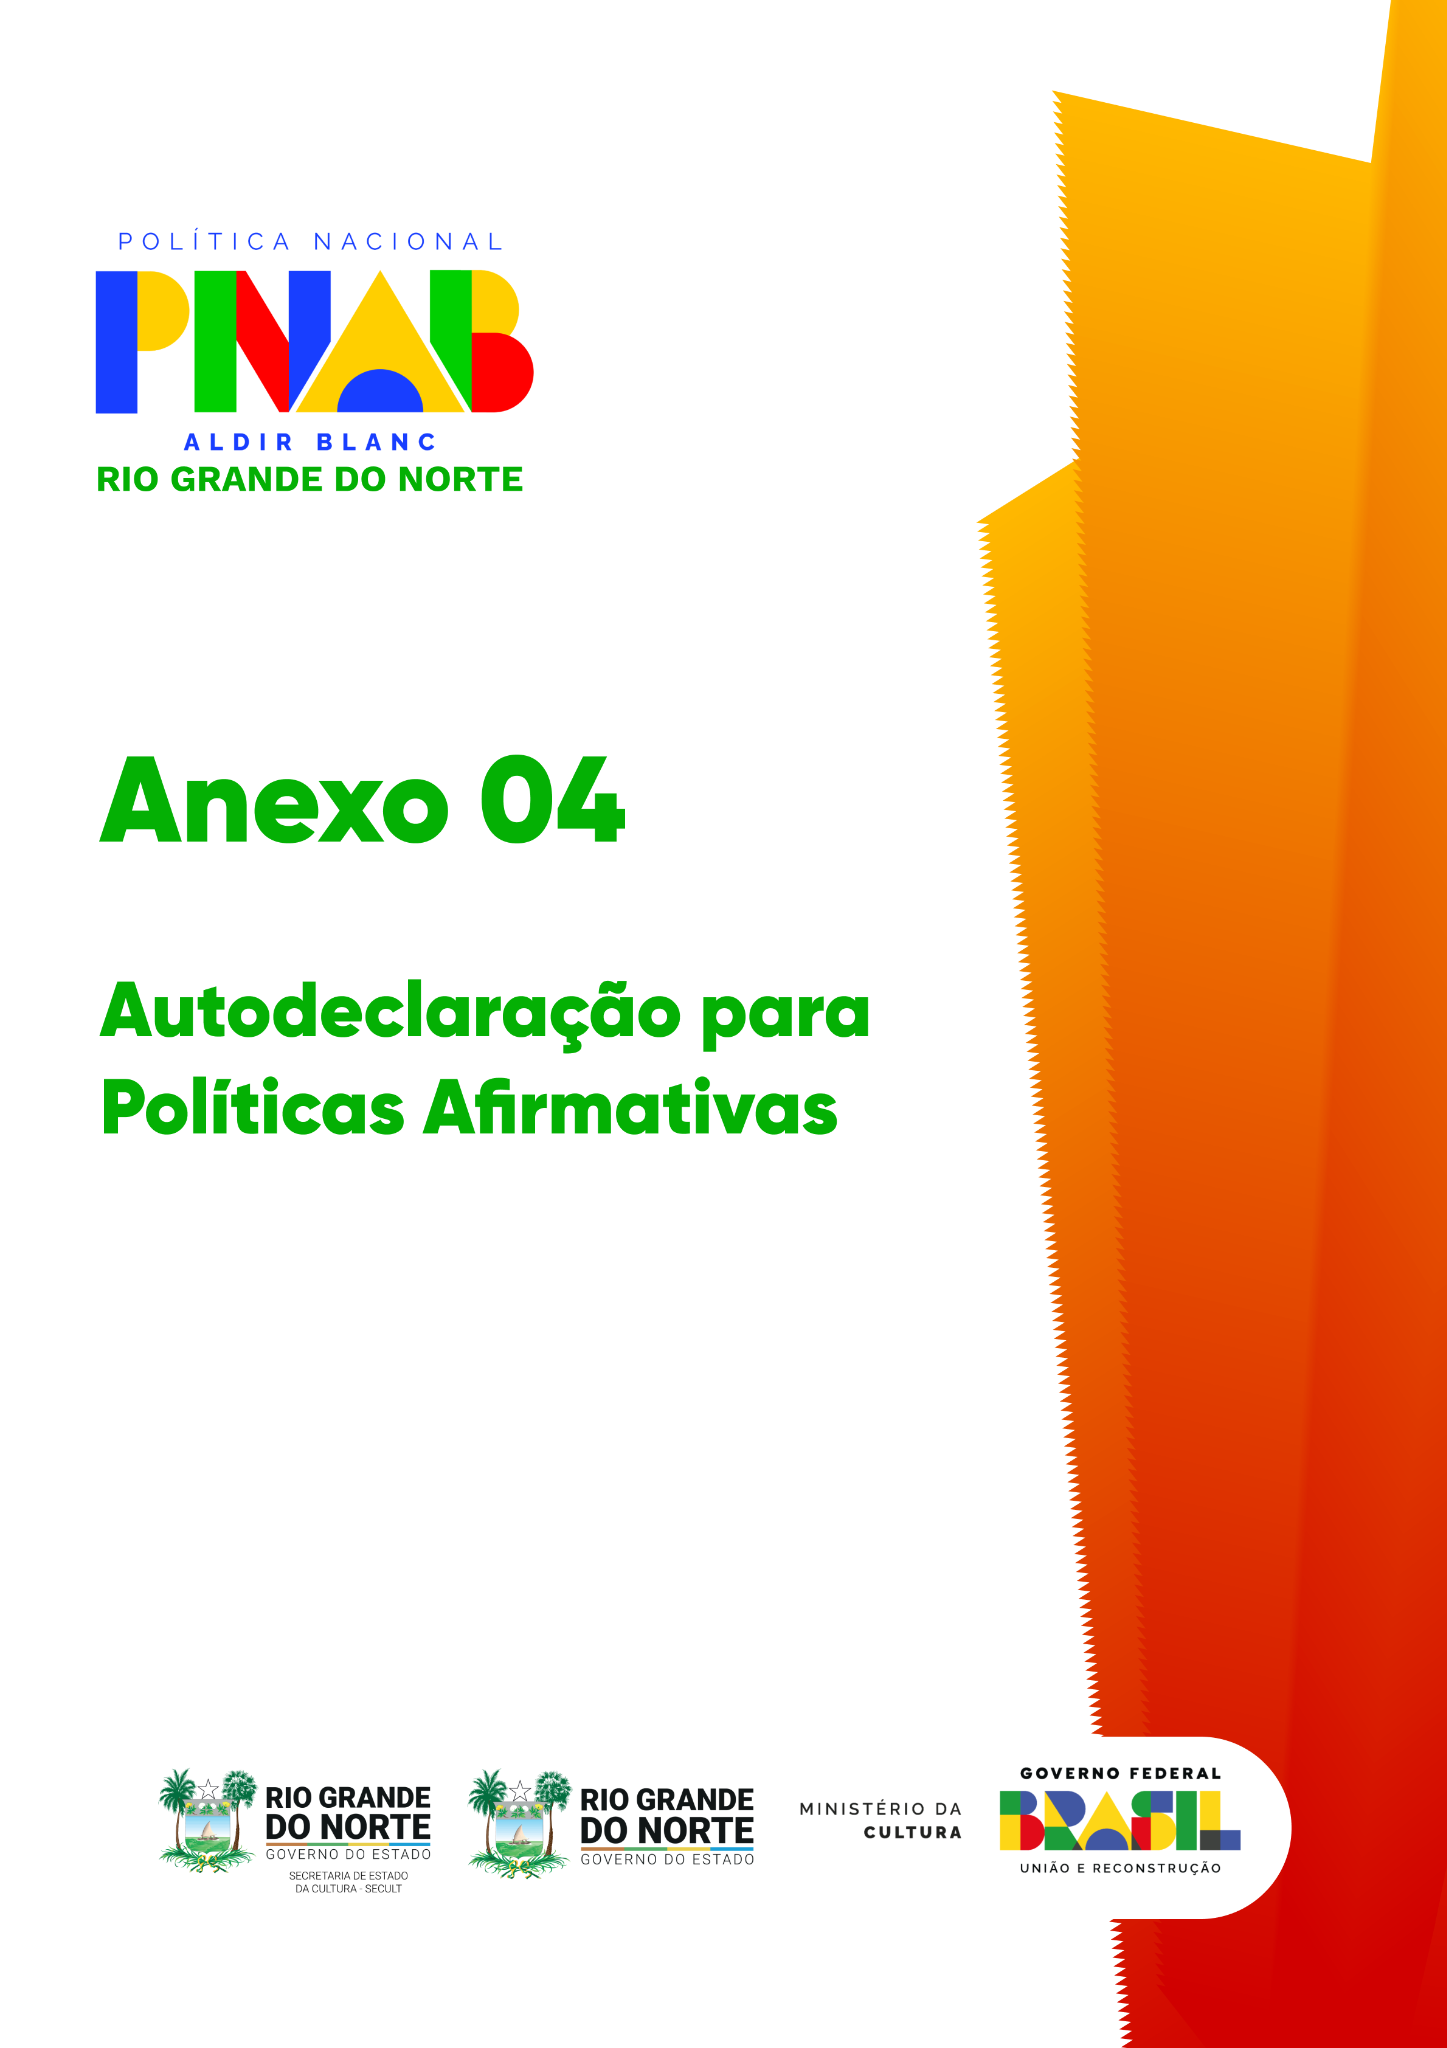 POLÍTICA NACIONAL
PNAB
ALDIR BLANC
RIO GRANDE DO NORTE
Anexo 04
Autodeclaração para
Políticas Afirmativas
RIO GRANDE
DO NORTE
GOVERNO DO ESTADO
SECRETARIA DE ESTADO
DA CULTURA - SECULT
RIO GRANDE
DO NORTE
GOVERNO DO ESTADO
MINISTÉRIO DA
CULTURA
GOVERNO FEDERAL
BRASIL
UNIÃO E RECONSTRUÇÃO